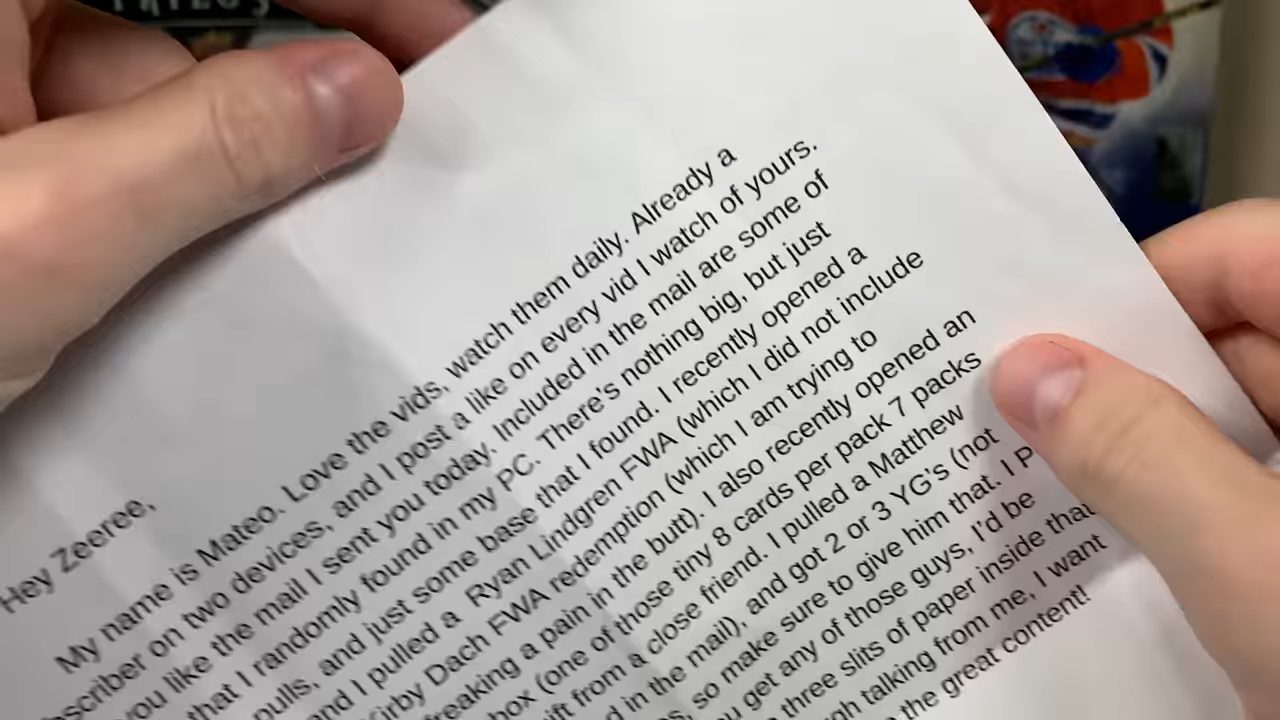 Hey Zeeree,
My name is Mateo. Love the vids, watch them daily. Already a
scriber on two devices, and I post a like on every vid I watch of yours.
you like the mail I sent you today. Included in the mail are some of
that I randomly found in my PC. There's nothing big, but just
pulls, and just some base that I found. I recently opened a
and I pulled a Ryan Lindgren FWA (which I did not include
Kirby Dach FWA redemption (which I am trying to
freaking a pain in the butt). I also recently opened an
box (one of those tiny 8 cards per pack 7 packs
ift from a close friend. I pulled a Matthew
d in the mail), and got 2 or 3 YG's (not
s, so make sure to give him that. I P
u get any of those guys, I'd be
three slits of paper inside that
gh talking from me, I want
the great content!